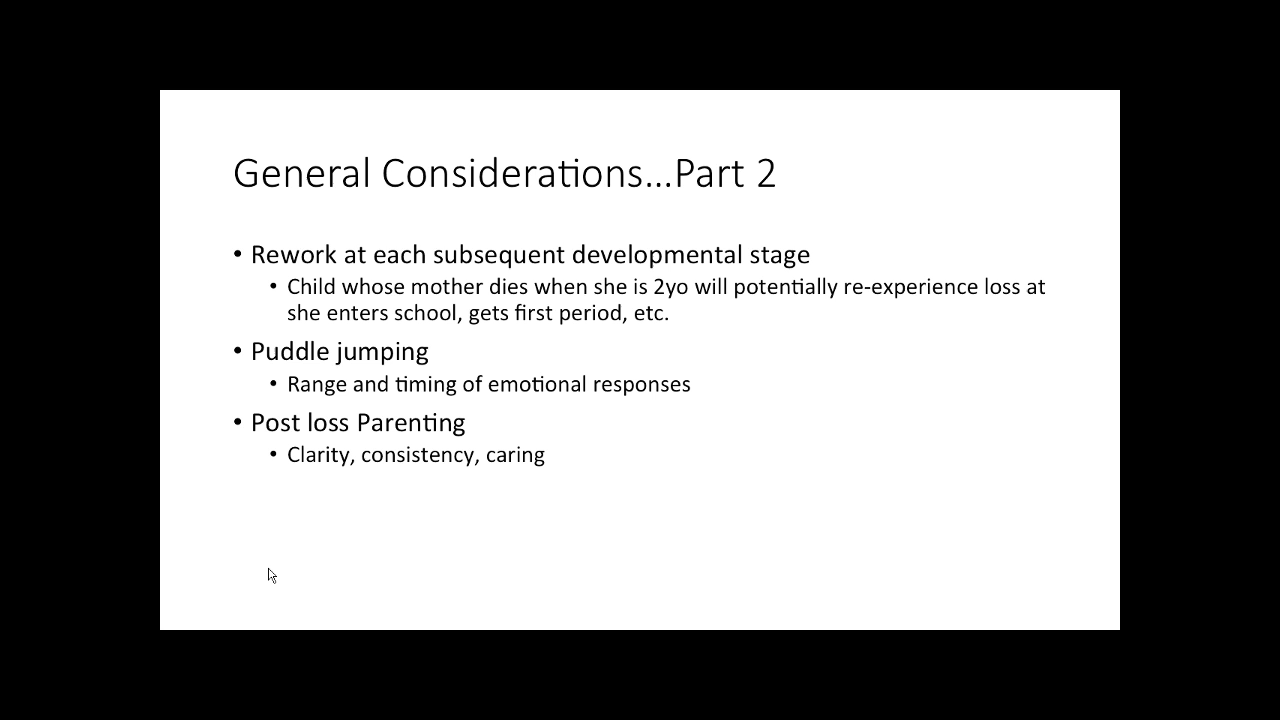 General Considerations...Part 2
• Rework at each subsequent developmental stage
• Child whose mother dies when she is 2yo will potentially re-experience loss at
she enters school, gets first period, etc.
• Puddle jumping
• Range and timing of emotional responses
• Post loss Parenting
• Clarity, consistency, caring